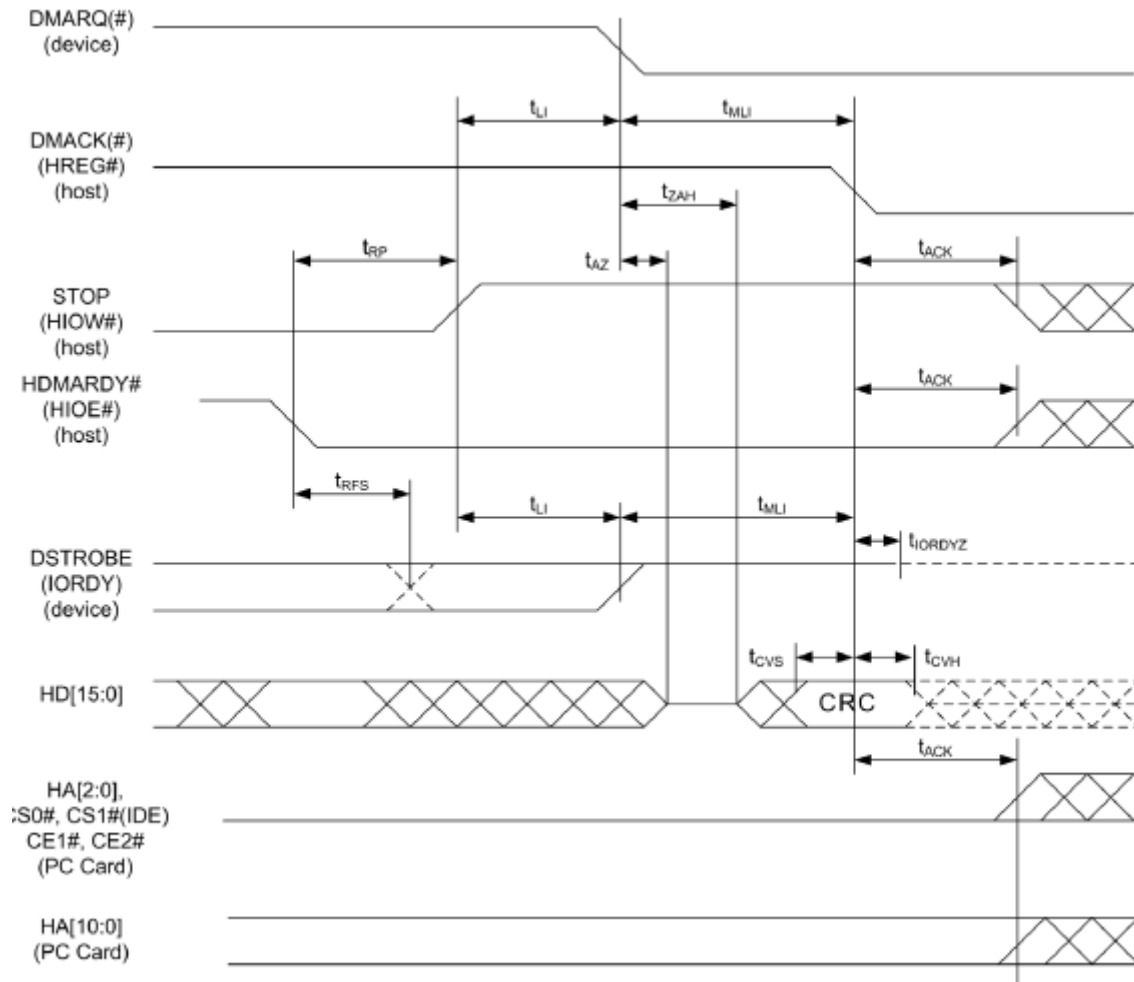 DMARQ(#)
(device)
tLI
tMLI
DMACK(#)
(HREG#)
(host)
tZAH
tRP
tAZ
tACK
STOP
(HIOW#)
(host)
HDMARDY#
(HIOE#)
(host)
tACK
tRFS
tLI
tMLI
tIORDYZ
DSTROBE
(IORDY)
(device)
tCVS
tCVH
HD[15:0]
CRC
tACK
HA[2:0],
CS0#, CS1#(IDE)
CE1#, CE2#
(PC Card)
HA[10:0]
(PC Card)